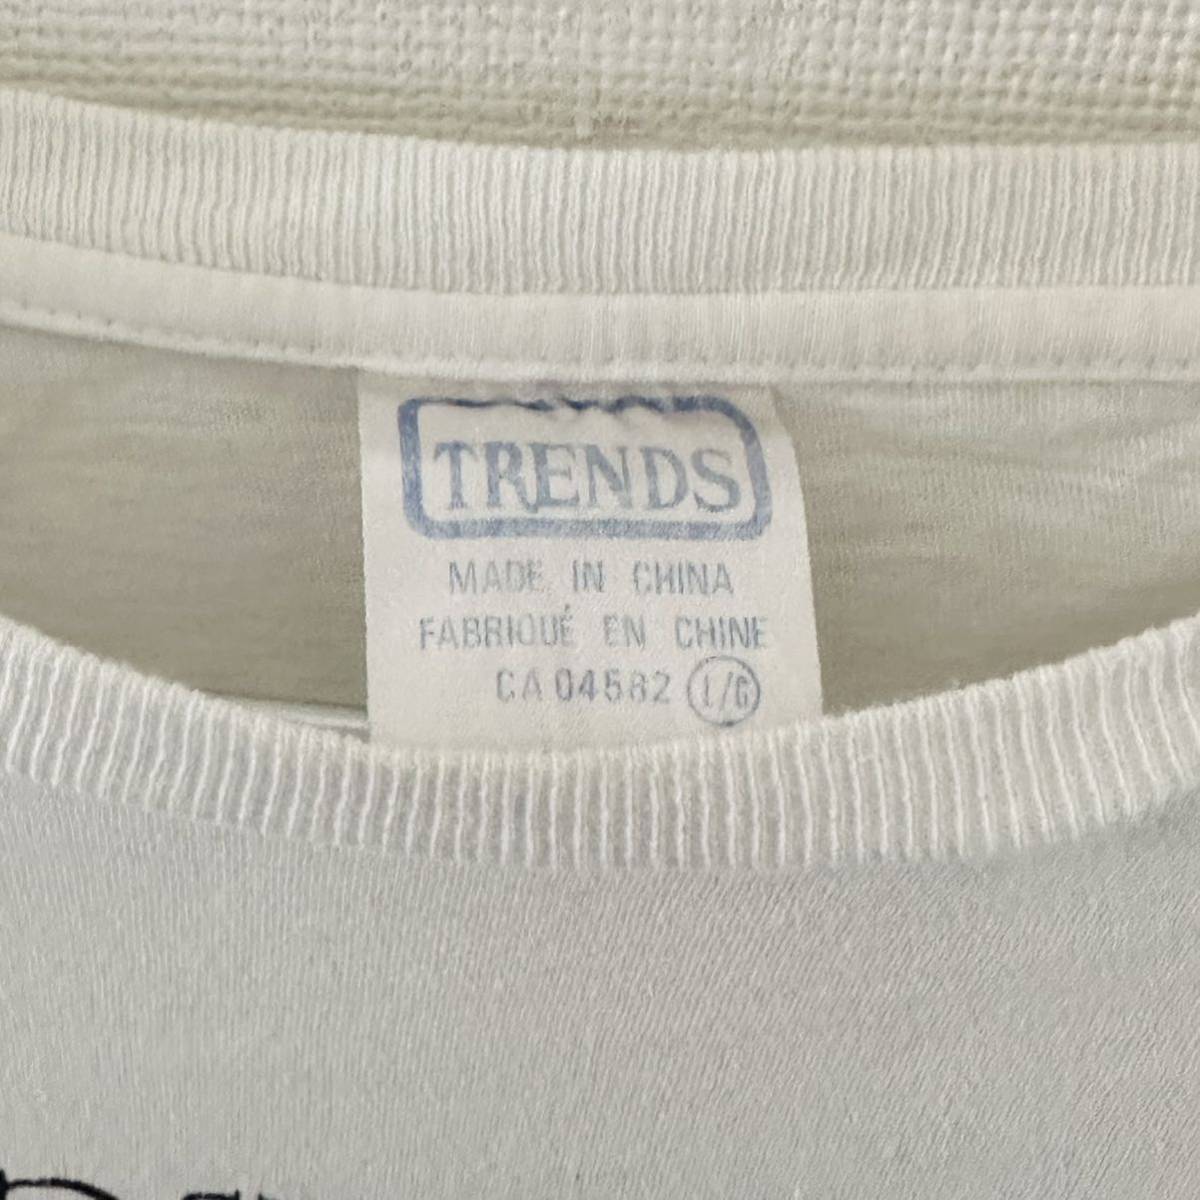 TRENDS
MADE IN CHINA
FABRIQUÉ EN CHINE
CA 04582 L/G